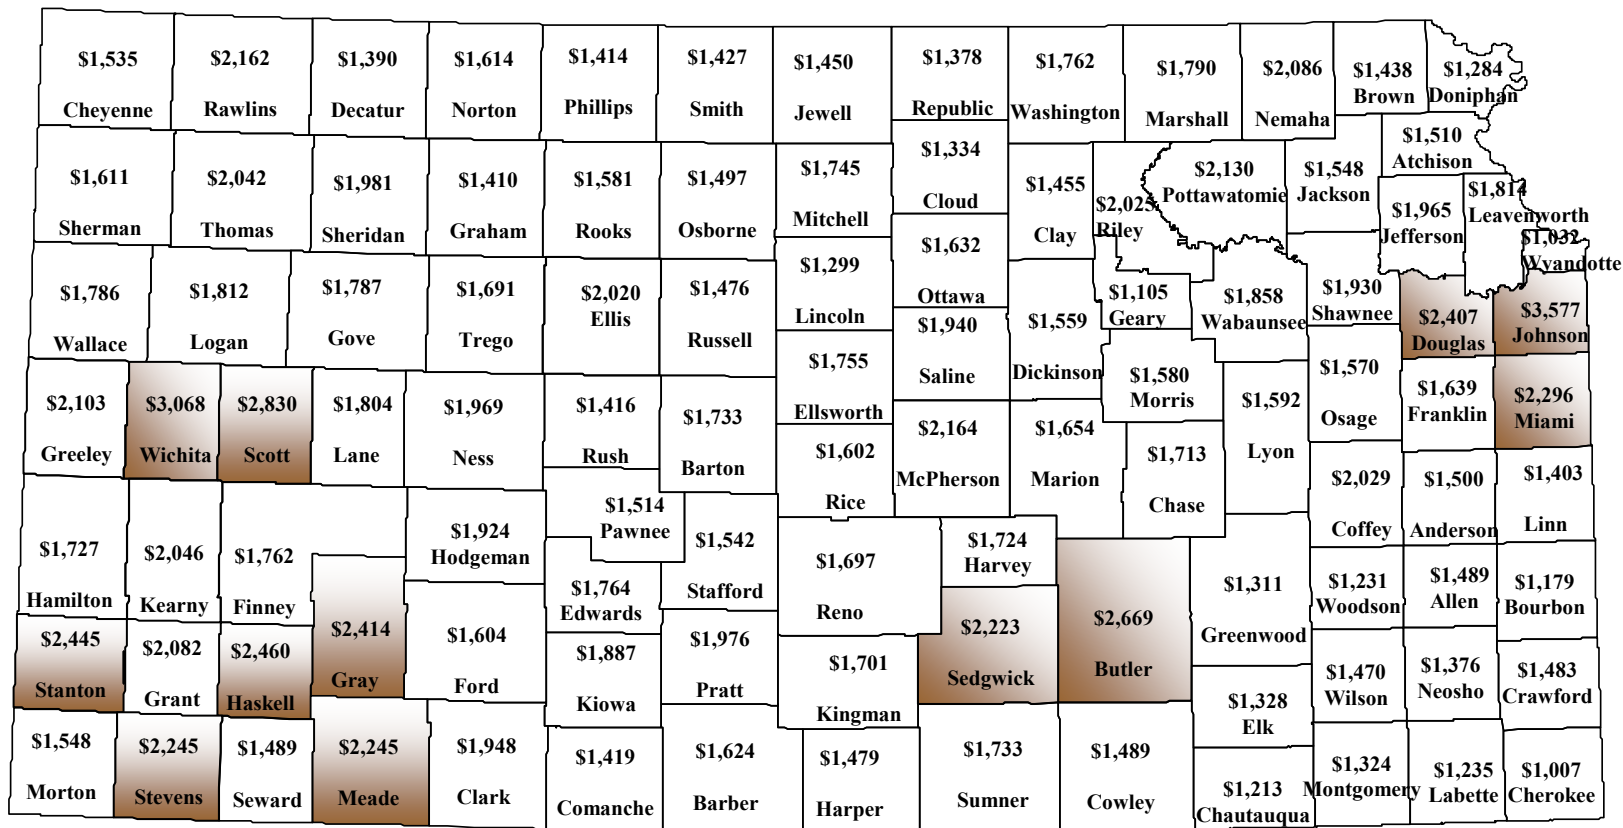 $1,535
Cheyenne
$2,162
Rawlins
$1,390
Decatur
$1,614
Norton
$1,414
Phillips
$1,427
Smith
$1,450
Jewell
$1,378
Republic
$1,762
Washington
$1,790
Marshall
$2,086
Nemaha
$1,438
Brown
$1,284
Doniphan
$1,611
Sherman
$2,042
Thomas
$1,981
Sheridan
$1,410
Graham
$1,581
Rooks
$1,497
Osborne
$1,745
Mitchell
$1,334
Cloud
$1,455
Clay
$2,025
Riley
$2,130
Pottawatomie
$1,548
Jackson
$1,510
Atchison
$1,965
Jefferson
$1,814
Leavenworth
$1,032
Wyandotte
$1,786
Wallace
$1,812
Logan
$1,787
Gove
$1,691
Trego
$2,020
Ellis
$1,476
Russell
$1,299
Lincoln
$1,632
Ottawa
$1,940
Saline
$1,559
Dickinson
$1,105
Geary
$1,858
Wabaunsee
$1,930
Shawnee
$2,407
Douglas
$3,577
Johnson
$2,103
Greeley
$3,068
Wichita
$2,830
Scott
$1,804
Lane
$1,969
Ness
$1,416
Rush
$1,733
Barton
$1,755
Ellsworth
$1,602
Rice
$2,164
McPherson
$1,654
Marion
$1,580
Morris
$1,713
Chase
$1,592
Lyon
$1,570
Osage
$1,639
Franklin
$2,296
Miami
$1,727
Hamilton
$2,046
Kearny
$1,762
Finney
$1,924
Hodgeman
$1,514
Pawnee
$1,764
Edwards
$1,542
Stafford
$1,697
Reno
$1,724
Harvey
$2,029
Coffey
$1,500
Anderson
$1,403
Linn
$2,445
Stanton
$2,082
Grant
$2,460
Haskell
$2,414
Gray
$1,604
Ford
$1,887
Kiowa
$1,976
Pratt
$1,701
Kingman
$2,223
Sedgwick
$2,669
Butler
$1,311
Greenwood
$1,231
Woodson
$1,489
Allen
$1,179
Bourbon
$1,328
Elk
$1,470
Wilson
$1,376
Neosho
$1,483
Crawford
$1,548
Morton
$2,245
Stevens
$1,489
Seward
$2,245
Meade
$1,948
Clark
$1,419
Comanche
$1,624
Barber
$1,479
Harper
$1,733
Sumner
$1,489
Cowley
$1,213
Chautauqua
$1,324
Montgomery
$1,235
Labette
$1,007
Cherokee